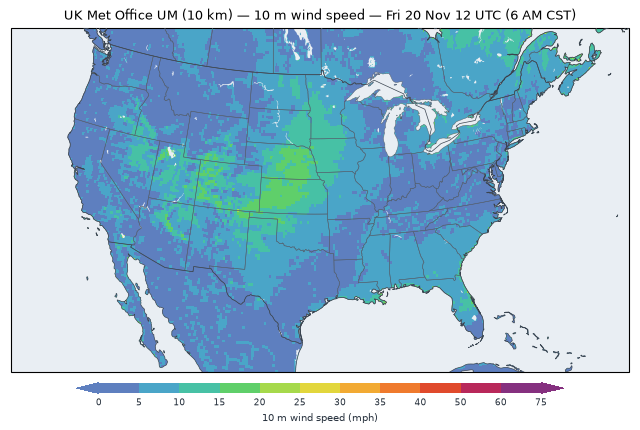 UK Met Office UM (10 km) — 10 m wind speed — Fri 20 Nov 12 UTC (6 AM CST)
0 5 10 15 20 25 30 35 40 50 60 75
10 m wind speed (mph)